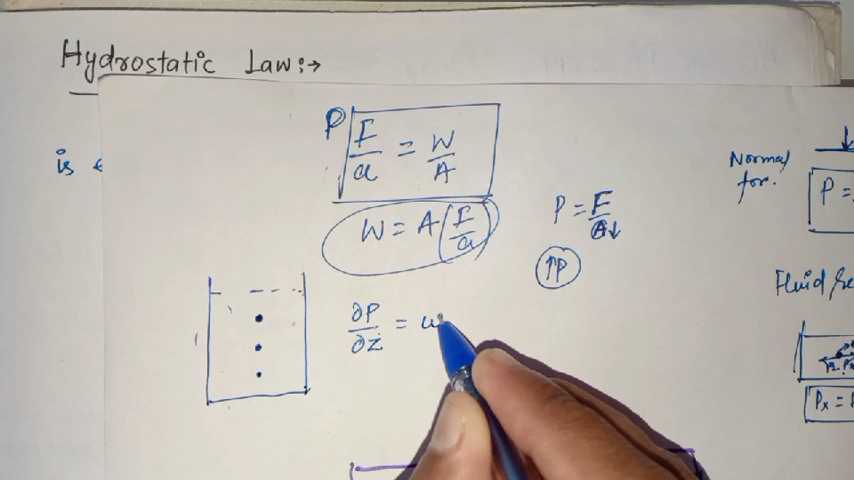 Hydrostatic Law:→
P F/a = W/A
is
W = A(F/a)
P = F/A↓
↑P
Normal
for.
P =
∂P/∂z = w
Fluid
Px =